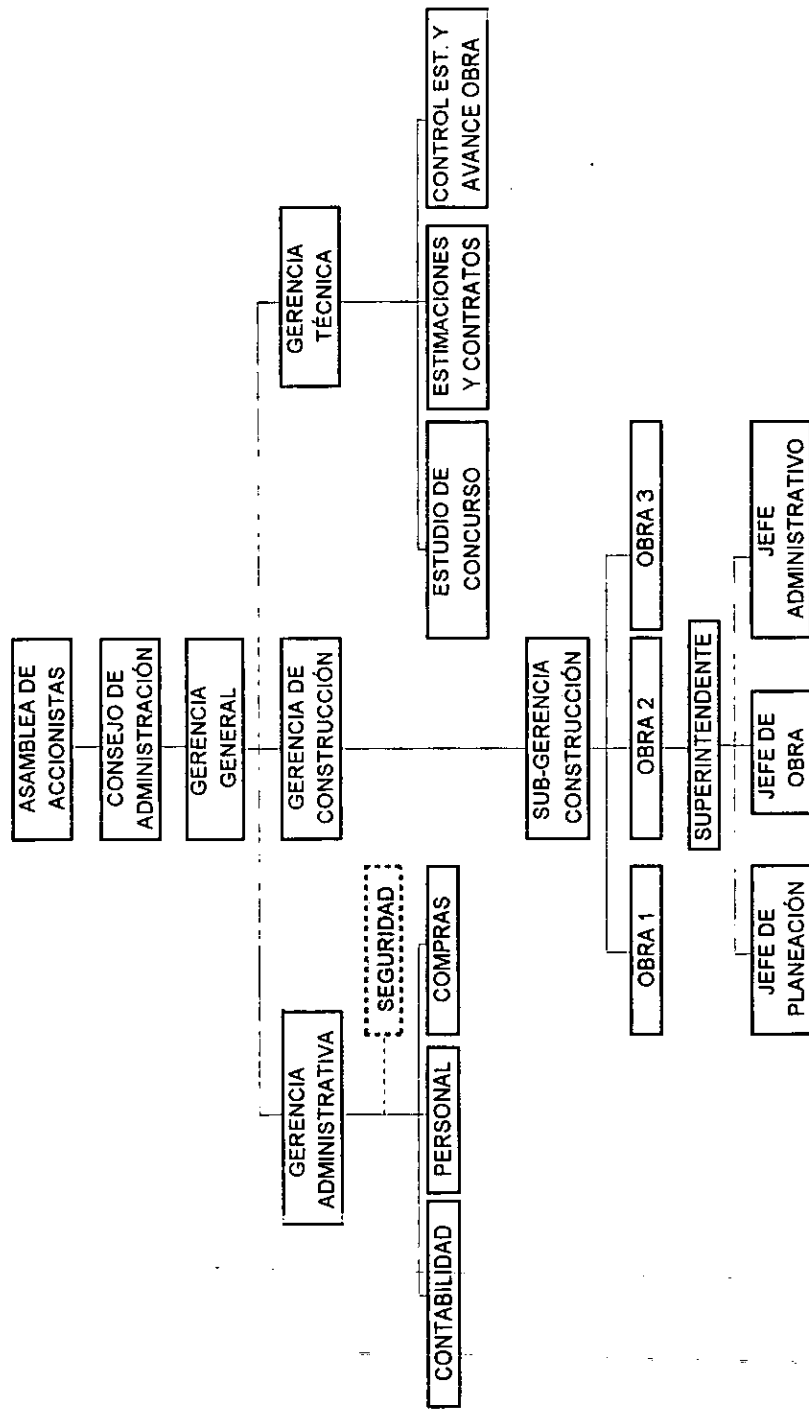 ASAMBLEA DE
ACCIONISTAS
CONSEJO DE
ADMINISTRACIÓN
GERENCIA
GENERAL
GERENCIA
ADMINISTRATIVA
GERENCIA DE
CONSTRUCCIÓN
GERENCIA
TÉCNICA
SEGURIDAD
CONTABILIDAD
PERSONAL
COMPRAS
ESTUDIO DE
CONCURSO
ESTIMACIONES
Y CONTRATOS
CONTROL EST. Y
AVANCE OBRA
SUB-GERENCIA
CONSTRUCCIÓN
OBRA 1
OBRA 2
OBRA 3
SUPERINTENDENTE
JEFE DE
PLANEACIÓN
JEFE DE
OBRA
JEFE
ADMINISTRATIVO